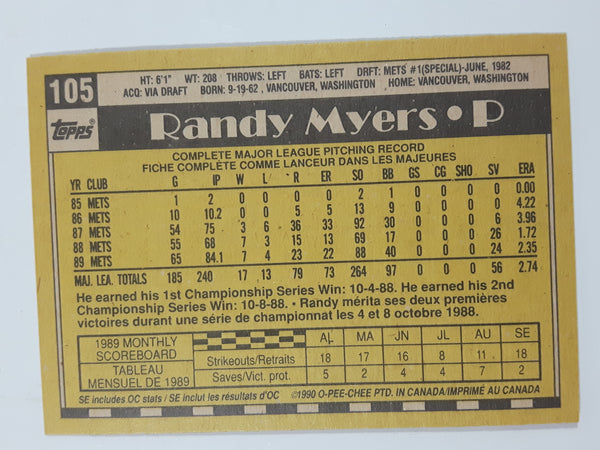 105
HT: 6'1" WT: 208 THROWS: LEFT BATS: LEFT DRFT: METS #1(SPECIAL)-JUNE, 1982
ACQ: VIA DRAFT BORN: 9-19-62, VANCOUVER, WASHINGTON HOME: VANCOUVER, WASHINGTON
Topps
Randy Myers • P
COMPLETE MAJOR LEAGUE PITCHING RECORD
FICHE COMPLÈTE COMME LANCEUR DANS LES MAJEURES
YR CLUB G IP W L R ER SO BB GS CG SHO SV ERA
85 METS 1 2 0 0 0 0 2 1 0 0 0 0 0.00
86 METS 10 10.2 0 0 5 5 13 9 0 0 0 0 4.22
87 METS 54 75 3 6 36 33 92 30 0 0 0 6 3.96
88 METS 55 68 7 3 15 13 69 17 0 0 0 26 1.72
89 METS 65 84.1 7 4 23 22 88 40 0 0 0 24 2.35
MAJ. LEA. TOTALS 185 240 17 13 79 73 264 97 0 0 0 56 2.74
He earned his 1st Championship Series Win: 10-4-88. He earned his 2nd
Championship Series Win: 10-8-88. • Randy mérita ses deux premières
victoires durant une série de championnat les 4 et 8 octobre 1988.
1989 MONTHLY
SCOREBOARD
TABLEAU
MENSUEL DE 1989
AL MA JN JL AU SE
Strikeouts/Retraits 18 17 16 8 11 18
Saves/Vict. prot. 5 2 4 4 7 2
SE includes OC stats / SE inclut les résultats d'OC ©1990 O-PEE-CHEE PTD. IN CANADA/IMPRIMÉ AU CANADA